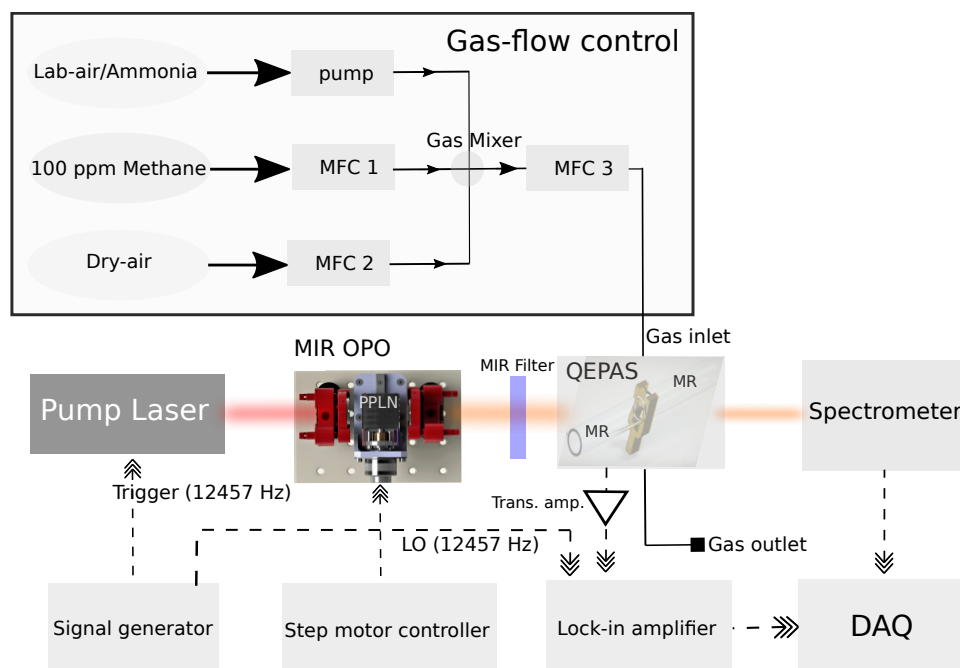 Gas-flow control
Lab-air/Ammonia
pump
Gas Mixer
100 ppm Methane
MFC 1
MFC 3
Dry-air
MFC 2
Gas inlet
MIR OPO
MIR Filter
QEPAS
MR
PPLN
Pump Laser
MR
Spectrometer
Trigger (12457 Hz)
Trans. amp.
LO (12457 Hz)
Gas outlet
Signal generator
Step motor controller
Lock-in amplifier
DAQ